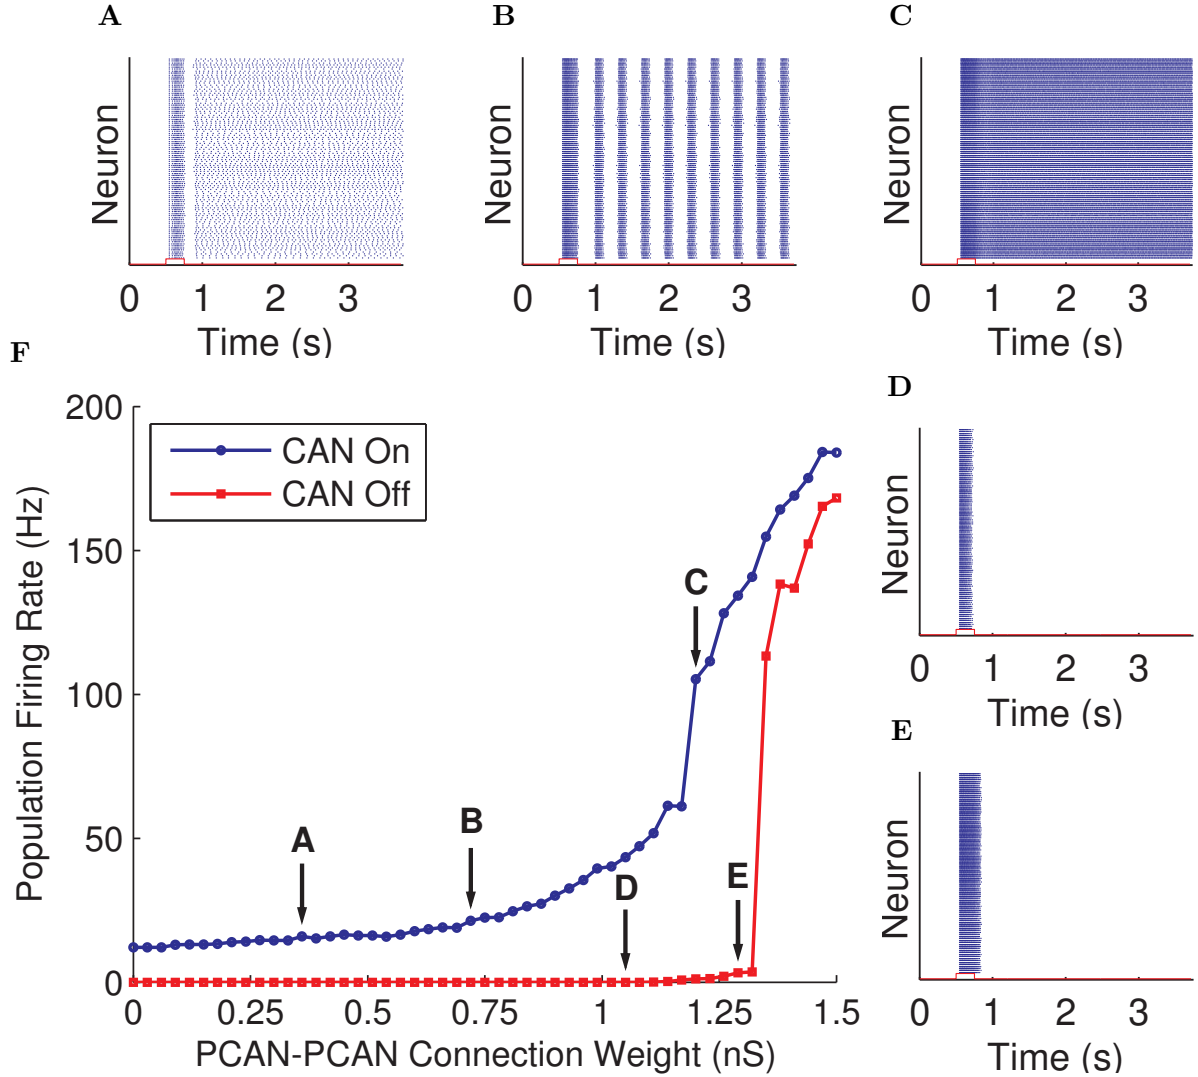 A
Neuron
0 1 2 3
Time (s)
B
Neuron
0 1 2 3
Time (s)
C
Neuron
0 1 2 3
Time (s)
F
200
150
100
50
0
Population Firing Rate (Hz)
CAN On
CAN Off
A
B
C
D
E
0 0.25 0.5 0.75 1 1.25 1.5
PCAN-PCAN Connection Weight (nS)
D
Neuron
0 1 2 3
Time (s)
E
Neuron
0 1 2 3
Time (s)